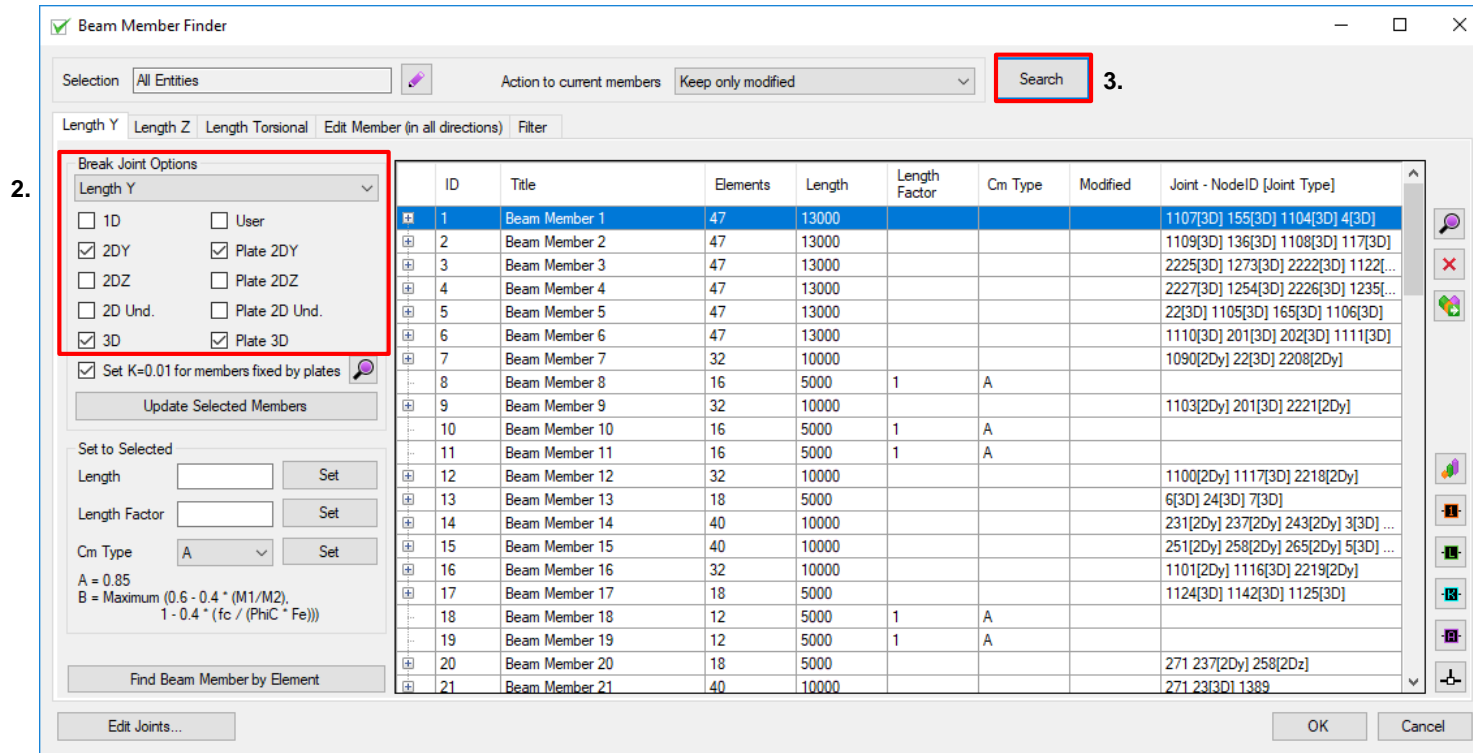 Beam Member Finder
Selection All Entities Action to current members Keep only modified Search 3.
Length Y Length Z Length Torsional Edit Member (in all directions) Filter
2.
Break Joint Options
Length Y
1D User
2DY Plate 2DY
2DZ Plate 2DZ
2D Und. Plate 2D Und.
3D Plate 3D
Set K=0.01 for members fixed by plates
Update Selected Members
Set to Selected
Length Set
Length Factor Set
Cm Type A Set
A = 0.85
B = Maximum (0.6 - 0.4 * (M1/M2),
1 - 0.4 * (fc / (PhiC * Fe)))
Find Beam Member by Element
ID Title Elements Length Length Factor Cm Type Modified Joint - NodeID [Joint Type]
1 Beam Member 1 47 13000 1107[3D] 155[3D] 1104[3D] 4[3D]
2 Beam Member 2 47 13000 1109[3D] 136[3D] 1108[3D] 117[3D]
3 Beam Member 3 47 13000 2225[3D] 1273[3D] 2222[3D] 1122[...
4 Beam Member 4 47 13000 2227[3D] 1254[3D] 2226[3D] 1235[...
5 Beam Member 5 47 13000 22[3D] 1105[3D] 165[3D] 1106[3D]
6 Beam Member 6 47 13000 1110[3D] 201[3D] 202[3D] 1111[3D]
7 Beam Member 7 32 10000 1090[2Dy] 22[3D] 2208[2Dy]
8 Beam Member 8 16 5000 1 A
9 Beam Member 9 32 10000 1103[2Dy] 201[3D] 2221[2Dy]
10 Beam Member 10 16 5000 1 A
11 Beam Member 11 16 5000 1 A
12 Beam Member 12 32 10000 1100[2Dy] 1117[3D] 2218[2Dy]
13 Beam Member 13 18 5000 6[3D] 24[3D] 7[3D]
14 Beam Member 14 40 10000 231[2Dy] 237[2Dy] 243[2Dy] 3[3D] ...
15 Beam Member 15 40 10000 251[2Dy] 258[2Dy] 265[2Dy] 5[3D] ...
16 Beam Member 16 32 10000 1101[2Dy] 1116[3D] 2219[2Dy]
17 Beam Member 17 18 5000 1124[3D] 1142[3D] 1125[3D]
18 Beam Member 18 12 5000 1 A
19 Beam Member 19 12 5000 1 A
20 Beam Member 20 18 5000 271 237[2Dy] 258[2Dz]
21 Beam Member 21 40 10000 271 23[3D] 1389
1
L
K
A
Edit Joints... OK Cancel